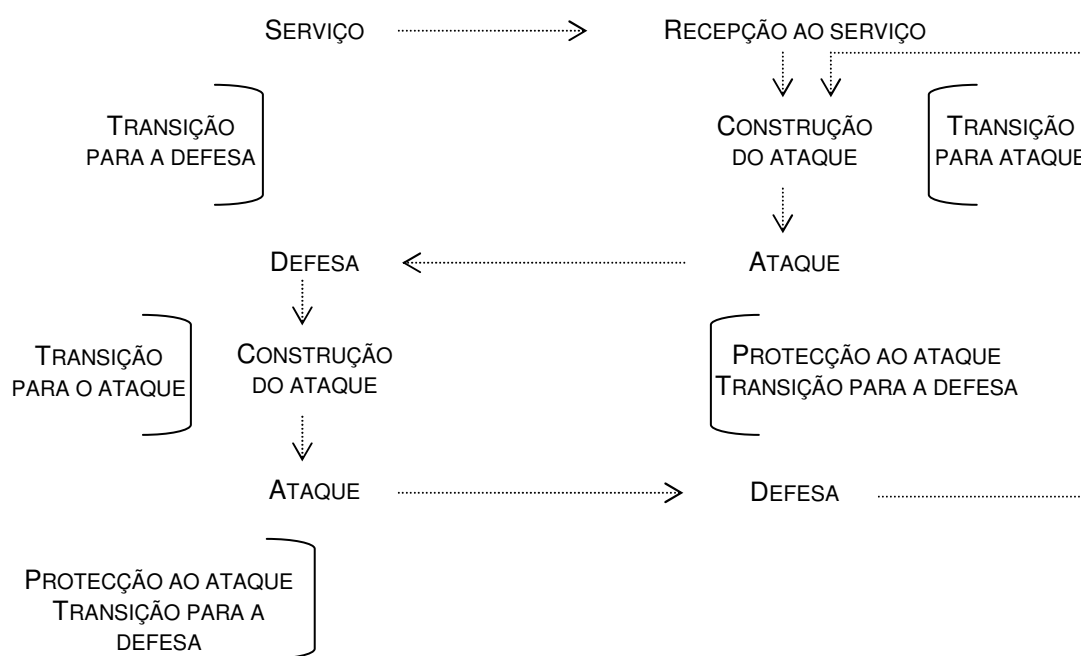 SERVIÇO
RECEPÇÃO AO SERVIÇO
TRANSIÇÃO
PARA A DEFESA
CONSTRUÇÃO
DO ATAQUE
TRANSIÇÃO
PARA ATAQUE
DEFESA
ATAQUE
TRANSIÇÃO
PARA O ATAQUE
CONSTRUÇÃO
DO ATAQUE
PROTECÇÃO AO ATAQUE
TRANSIÇÃO PARA A DEFESA
ATAQUE
DEFESA
PROTECÇÃO AO ATAQUE
TRANSIÇÃO PARA A
DEFESA